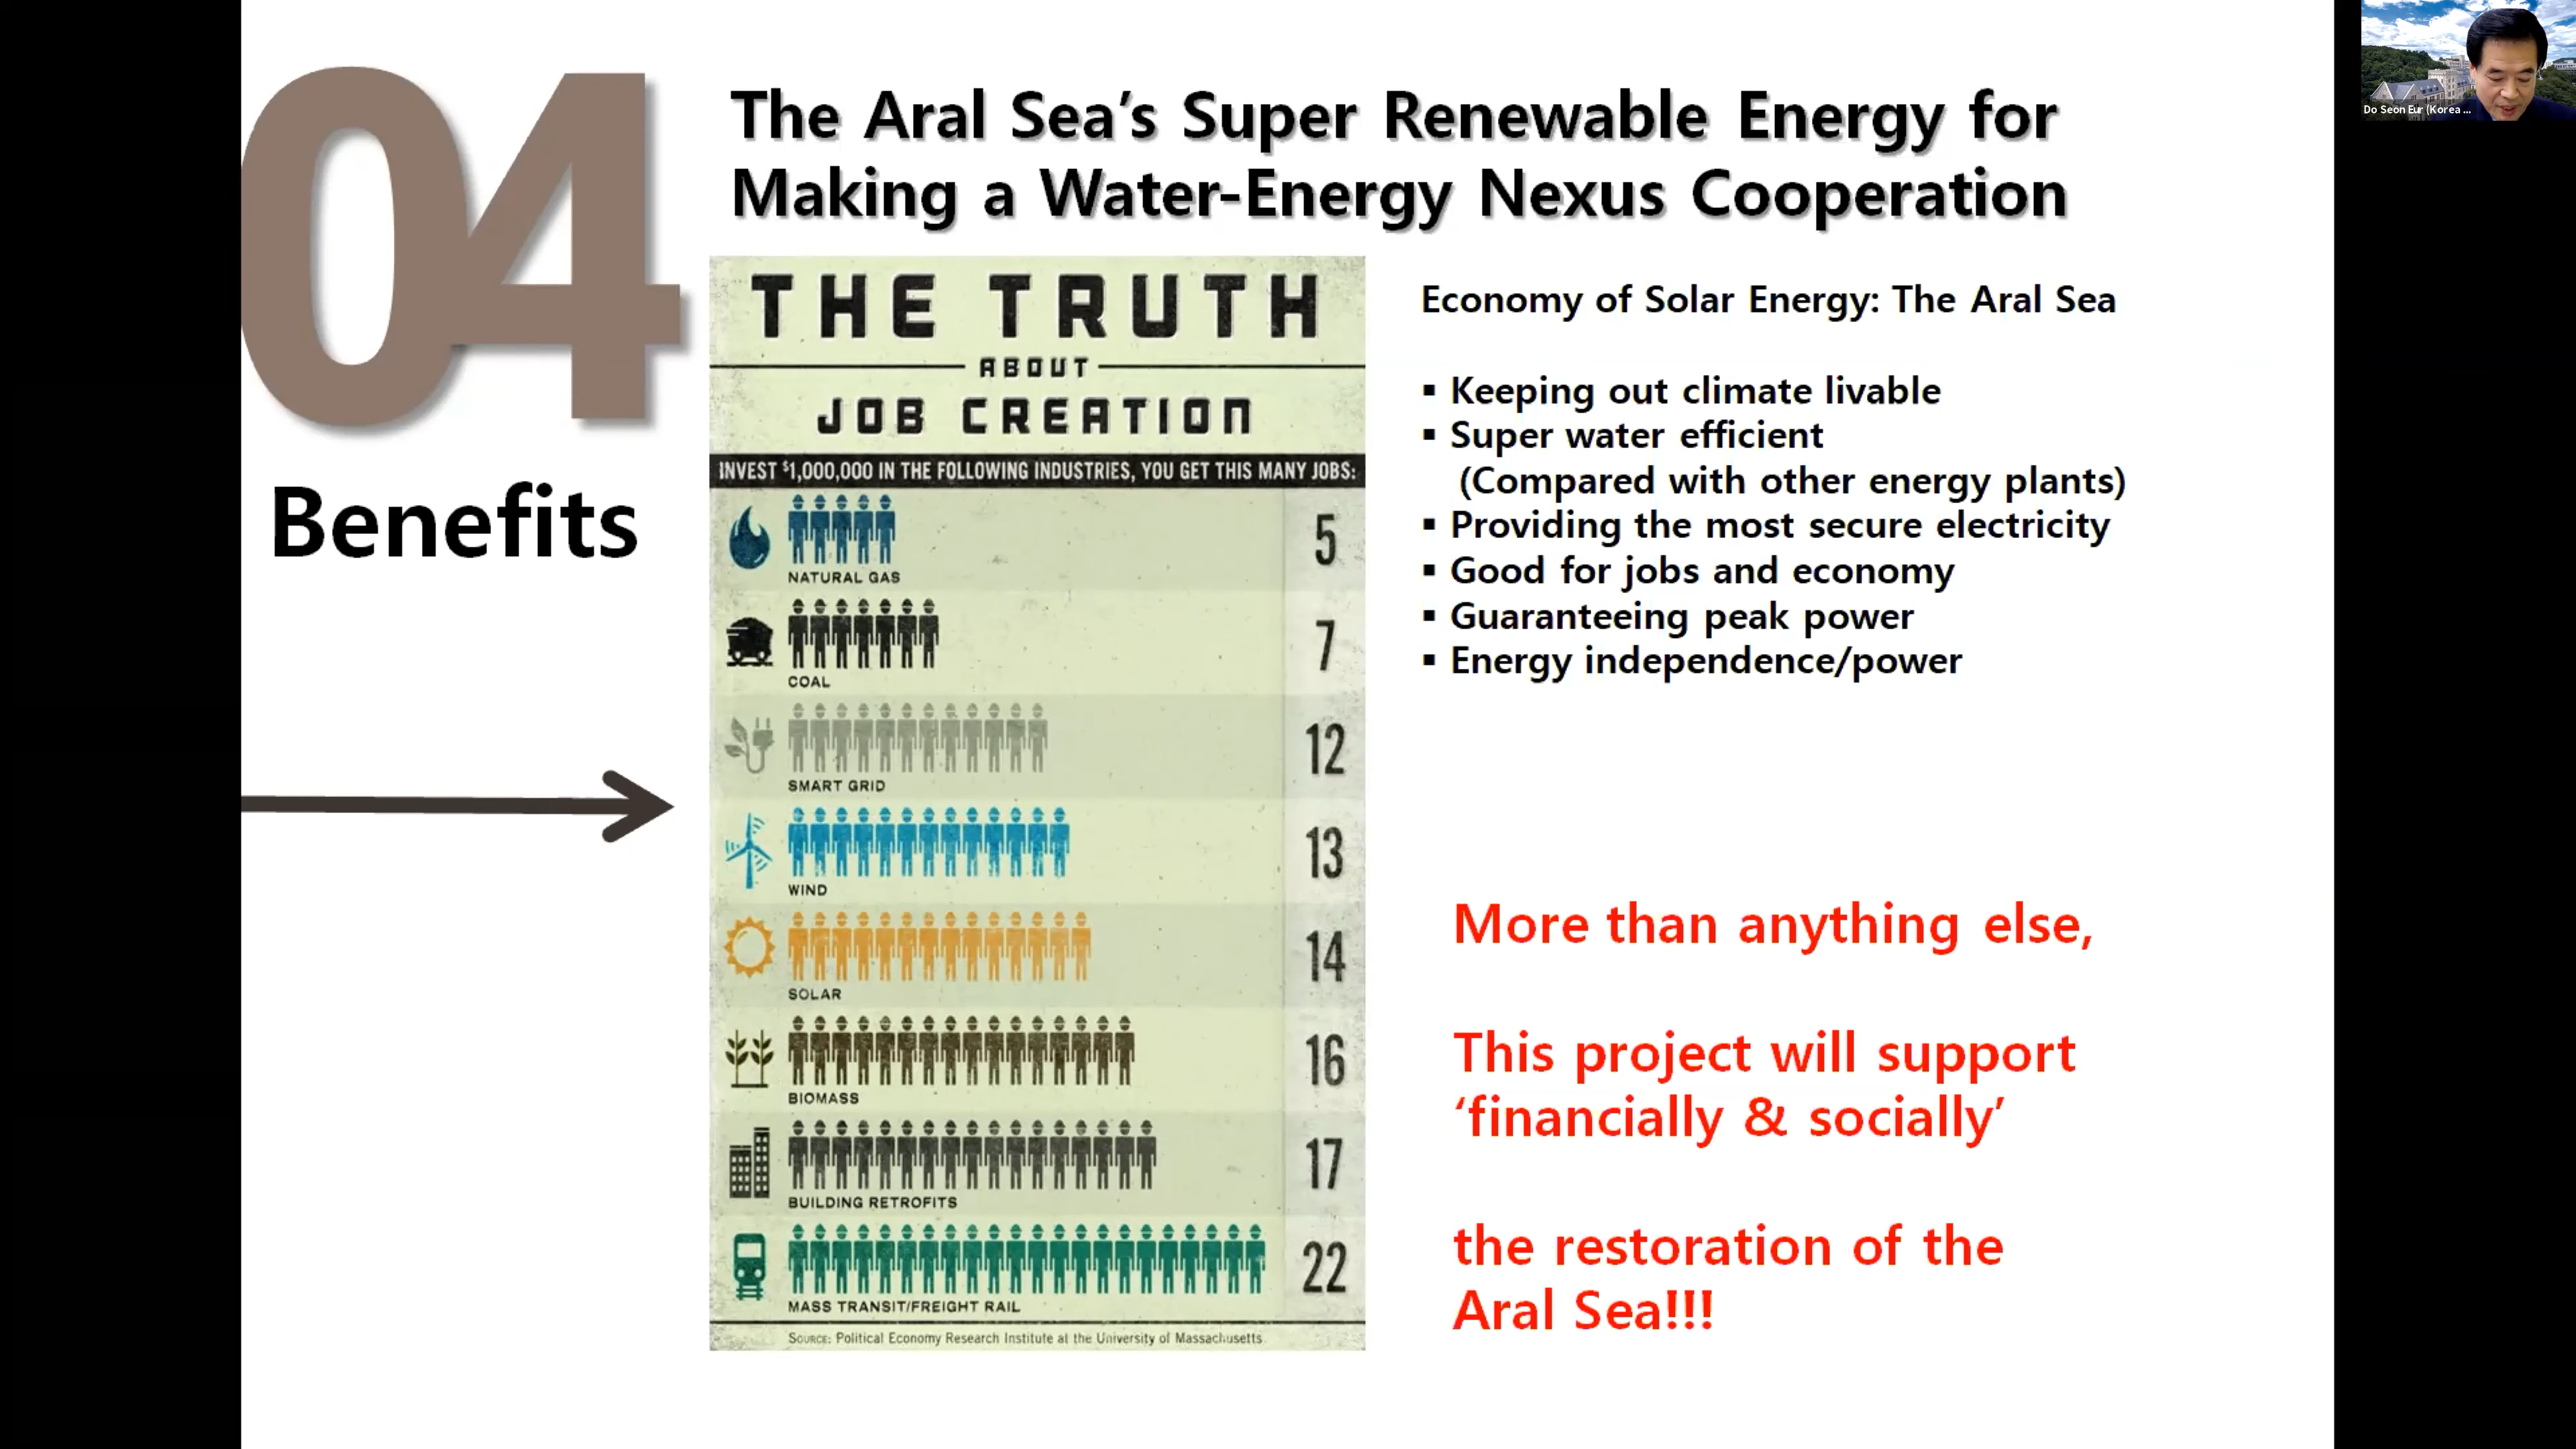 04
Benefits
The Aral Sea’s Super Renewable Energy for
Making a Water-Energy Nexus Cooperation
THE TRUTH
ABOUT
JOB CREATION
INVEST $1,000,000 IN THE FOLLOWING INDUSTRIES, YOU GET THIS MANY JOBS:
5
NATURAL GAS
7
COAL
12
SMART GRID
13
WIND
14
SOLAR
16
BIOMASS
17
BUILDING RETROFITS
22
MASS TRANSIT/FREIGHT RAIL
SOURCE: Political Economy Research Institute at the University of Massachusetts
Economy of Solar Energy: The Aral Sea
▪ Keeping out climate livable
▪ Super water efficient
(Compared with other energy plants)
▪ Providing the most secure electricity
▪ Good for jobs and economy
▪ Guaranteeing peak power
▪ Energy independence/power
More than anything else,
This project will support
‘financially & socially’
the restoration of the
Aral Sea!!!
Do Seon Eur (Korea ...